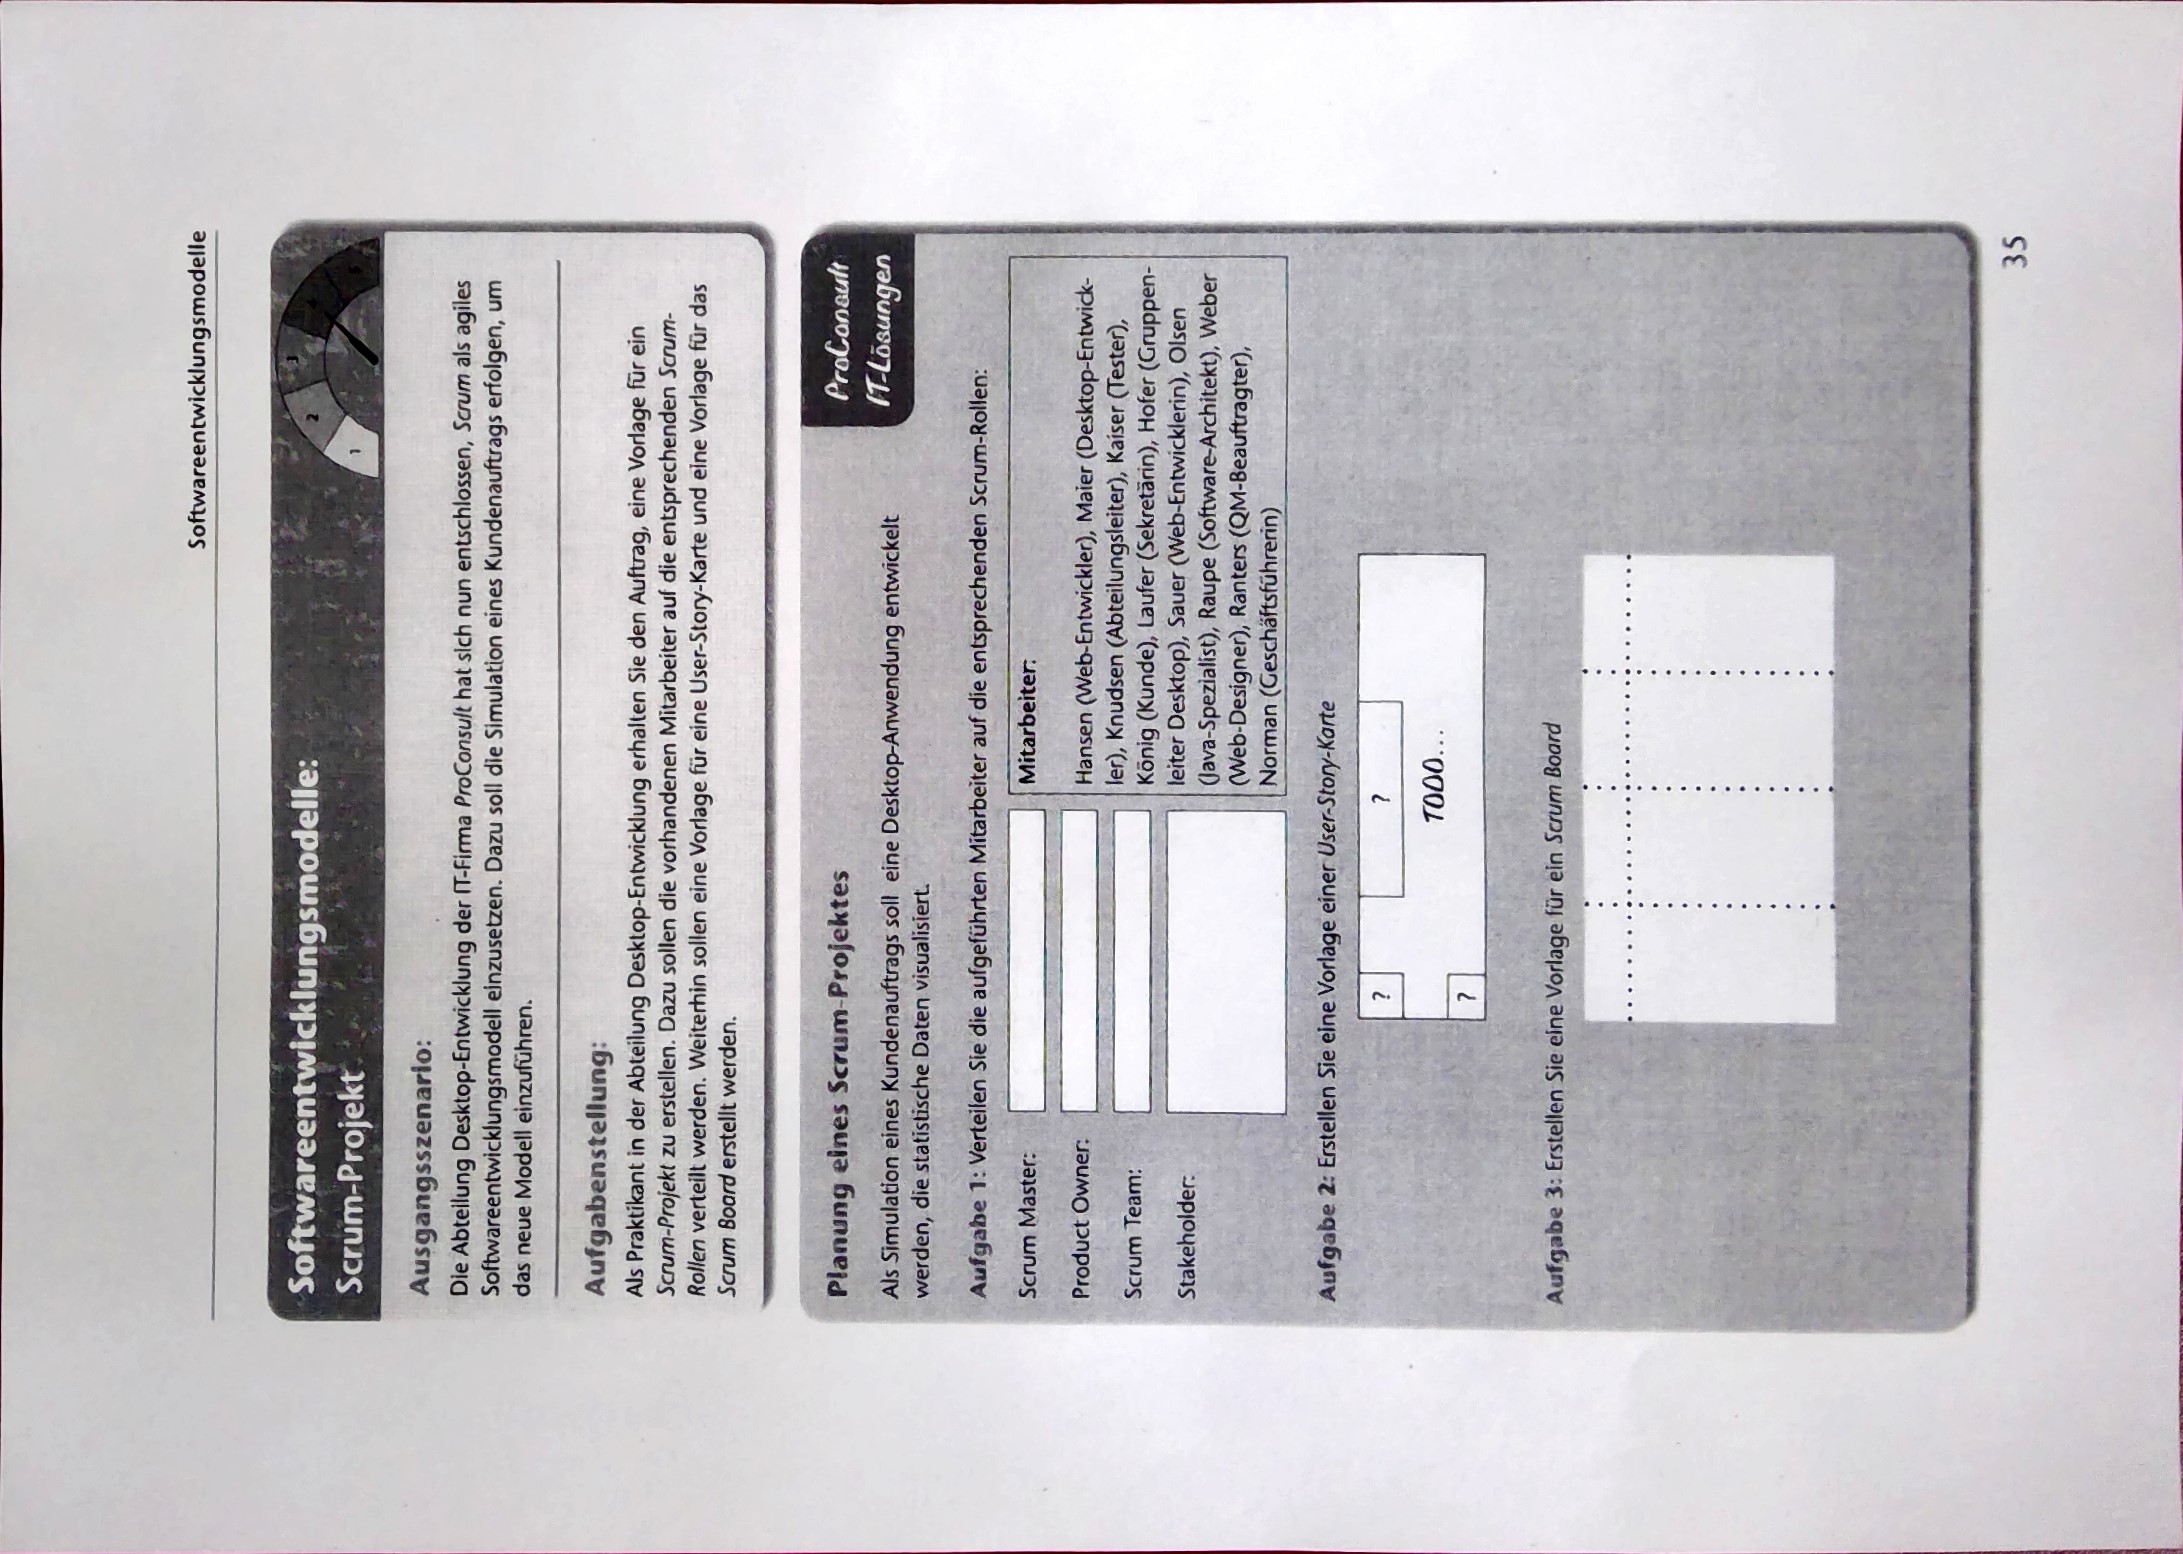 Softwareentwicklungsmodelle
Softwareentwicklungsmodelle:
Scrum-Projekt
1
2
3
4
5
Ausgangsszenario:
Die Abteilung Desktop-Entwicklung der IT-Firma ProConsult hat sich nun entschlossen, Scrum als agiles
Softwareentwicklungsmodell einzusetzen. Dazu soll die Simulation eines Kundenauftrags erfolgen, um
das neue Modell einzuführen.
Aufgabenstellung:
Als Praktikant in der Abteilung Desktop-Entwicklung erhalten Sie den Auftrag, eine Vorlage für ein
Scrum-Projekt zu erstellen. Dazu sollen die vorhandenen Mitarbeiter auf die entsprechenden Scrum-
Rollen verteilt werden. Weiterhin sollen eine Vorlage für eine User-Story-Karte und eine Vorlage für das
Scrum Board erstellt werden.
Planung eines Scrum-Projektes
ProConsult
IT-Lösungen
Als Simulation eines Kundenauftrags soll eine Desktop-Anwendung entwickelt
werden, die statistische Daten visualisiert.
Aufgabe 1: Verteilen Sie die aufgeführten Mitarbeiter auf die entsprechenden Scrum-Rollen:
Scrum Master:
Product Owner:
Scrum Team:
Stakeholder:
Mitarbeiter:
Hansen (Web-Entwickler), Maier (Desktop-Entwick-
ler), Knudsen (Abteilungsleiter), Kaiser (Tester),
König (Kunde), Laufer (Sekretärin), Hofer (Gruppen-
leiter Desktop), Sauer (Web-Entwicklerin), Olsen
(Java-Spezialist), Raupe (Software-Architekt), Weber
(Web-Designer), Ranters (QM-Beauftragter),
Norman (Geschäftsführerin)
Aufgabe 2: Erstellen Sie eine Vorlage einer User-Story-Karte
?
?
TODO...
?
Aufgabe 3: Erstellen Sie eine Vorlage für ein Scrum Board
35